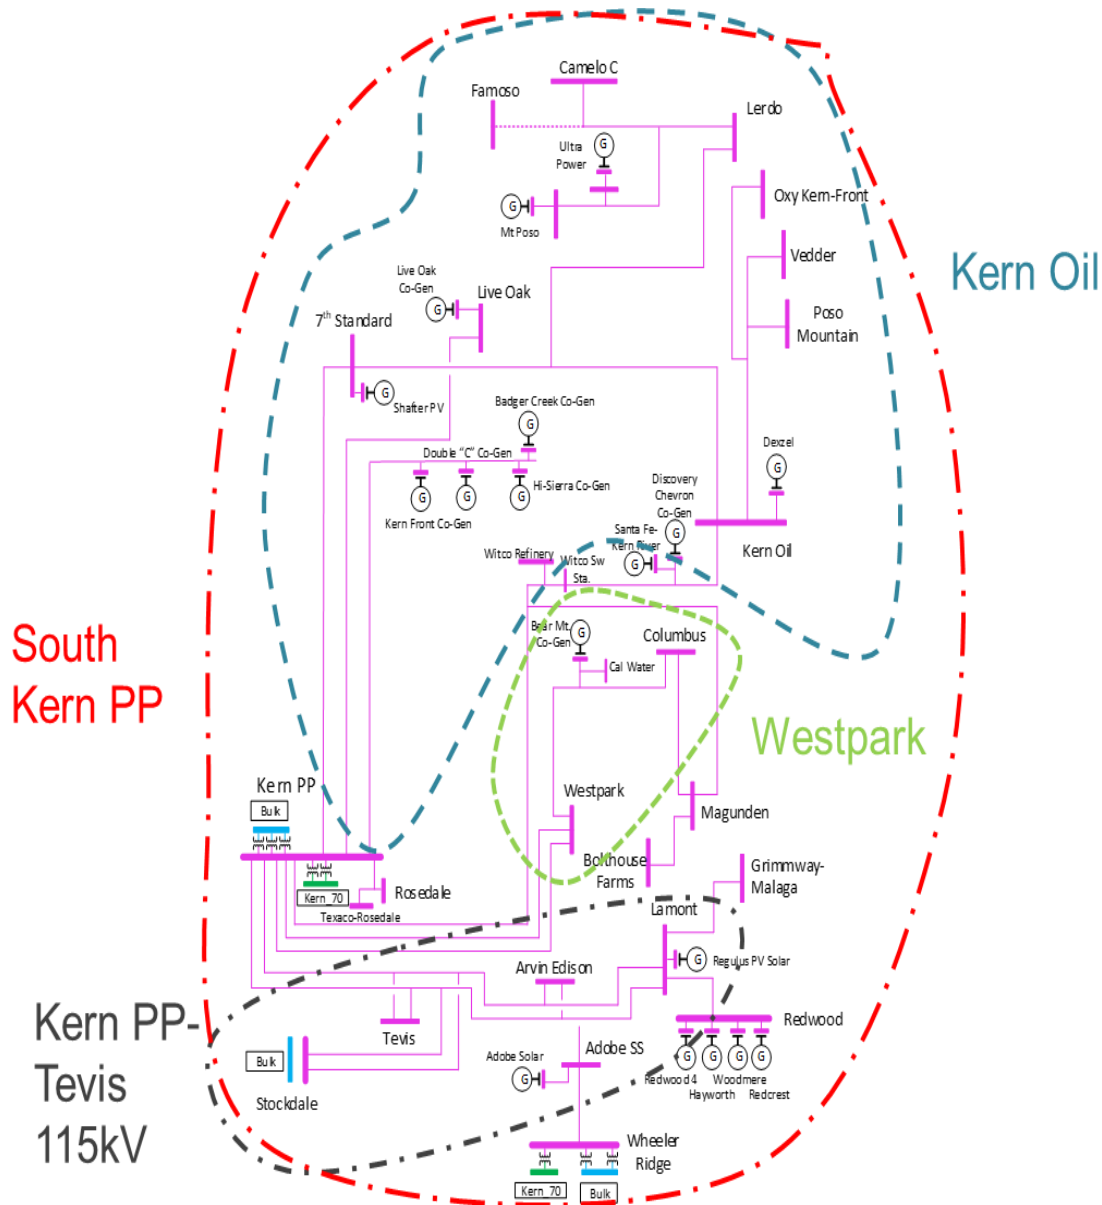 Camelo C
Famoso
Lerdo
Ultra
Power
G
Oxy Kern-Front
G
Mt Poso
Vedder
Kern Oil
Live Oak
Co-Gen
Live Oak
G
Poso
Mountain
7th Standard
G
Shafter PV
Badger Creek Co-Gen
G
Double "C" Co-Gen
Dexzel
G
Hi-Sierra Co-Gen
G
G
G
Kern Front Co-Gen
Discovery
Chevron
Co-Gen
Santa Fe-
Kern River
G
G
Kern Oil
Witco Refinery
Witco Sw
Sta.
South
Kern PP
Bear Mt.
Co-Gen
G
Columbus
Cal Water
Westpark
Kern PP
Bulk
Westpark
Magunden
Bolthouse
Farms
Grimmway-
Malaga
Kern_70
Rosedale
Texaco-Rosedale
Lamont
G
Regulus PV Solar
Arvin Edison
Kern PP-
Tevis
115kV
Tevis
Redwood
Bulk
Stockdale
Adobe SS
Adobe Solar
G
G
G
G
G
Redwood 4
Woodmere
Hayworth
Redcrest
Wheeler
Ridge
Kern_70
Bulk